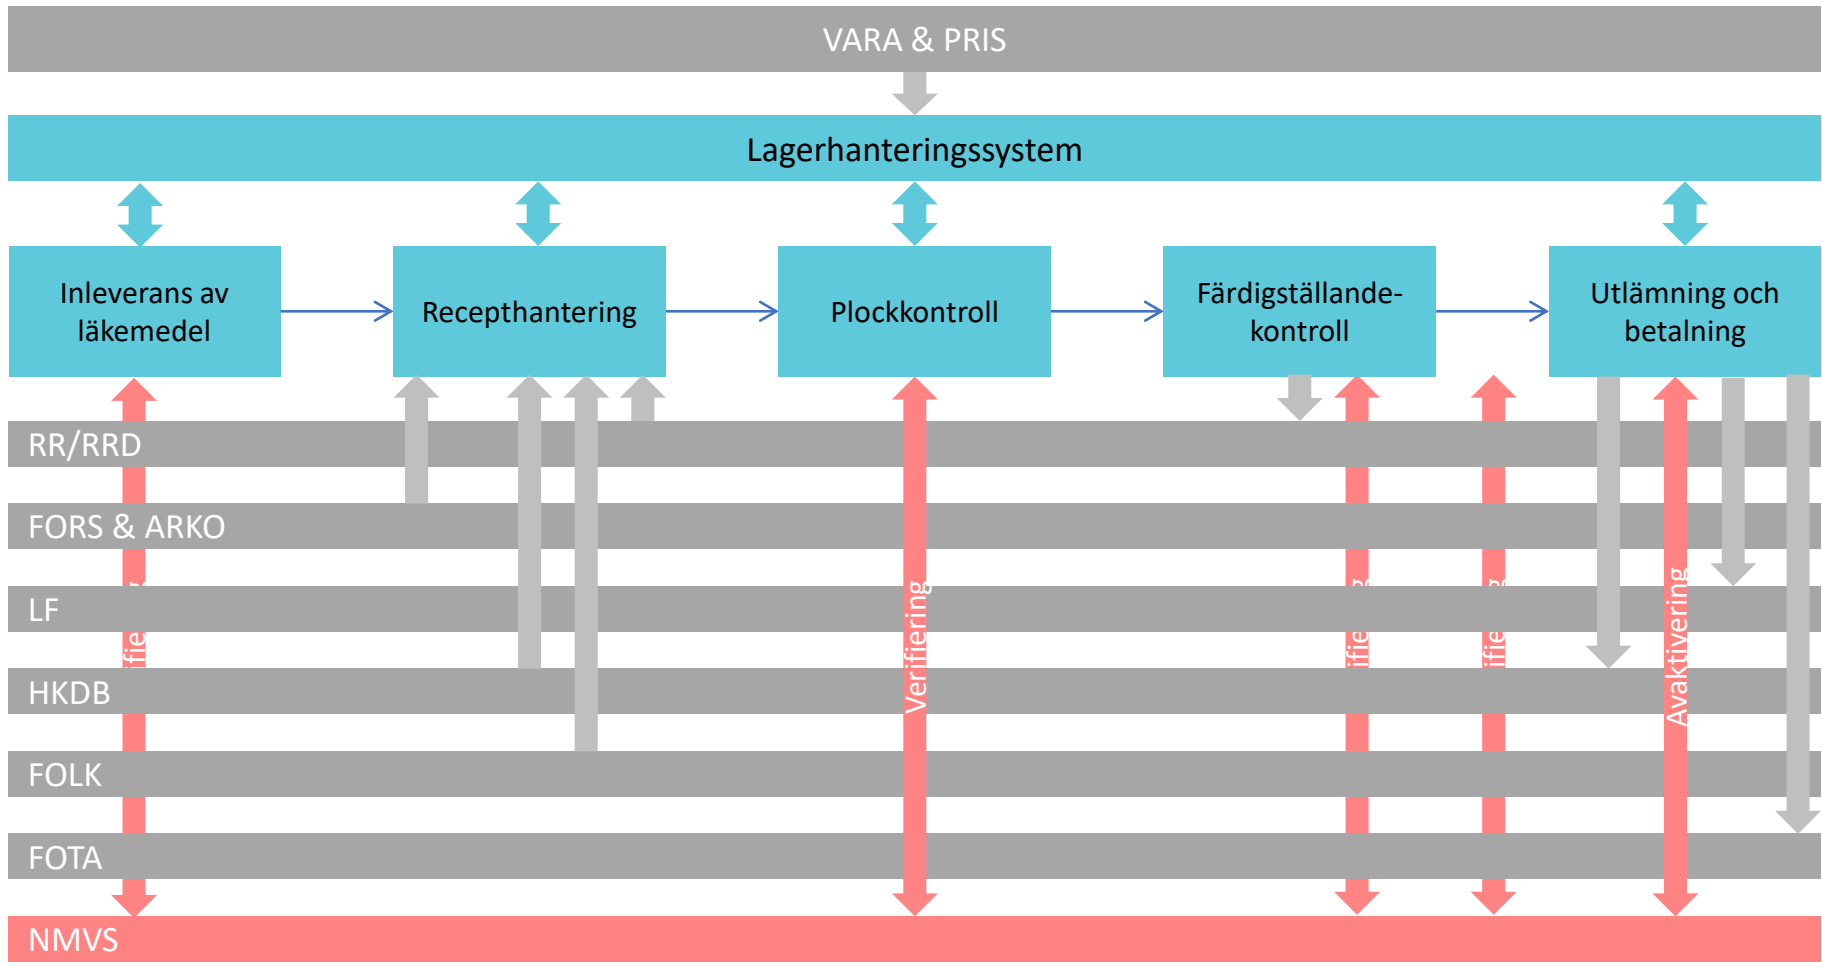 VARA & PRIS
Lagerhanteringssystem
Inleverans av
läkemedel
Recepthantering
Plockkontroll
Färdigställande-
kontroll
Utlämning och
betalning
RR/RRD
FORS & ARKO
LF
HKDB
FOLK
FOTA
NMVS
Verifiering
Avaktivering